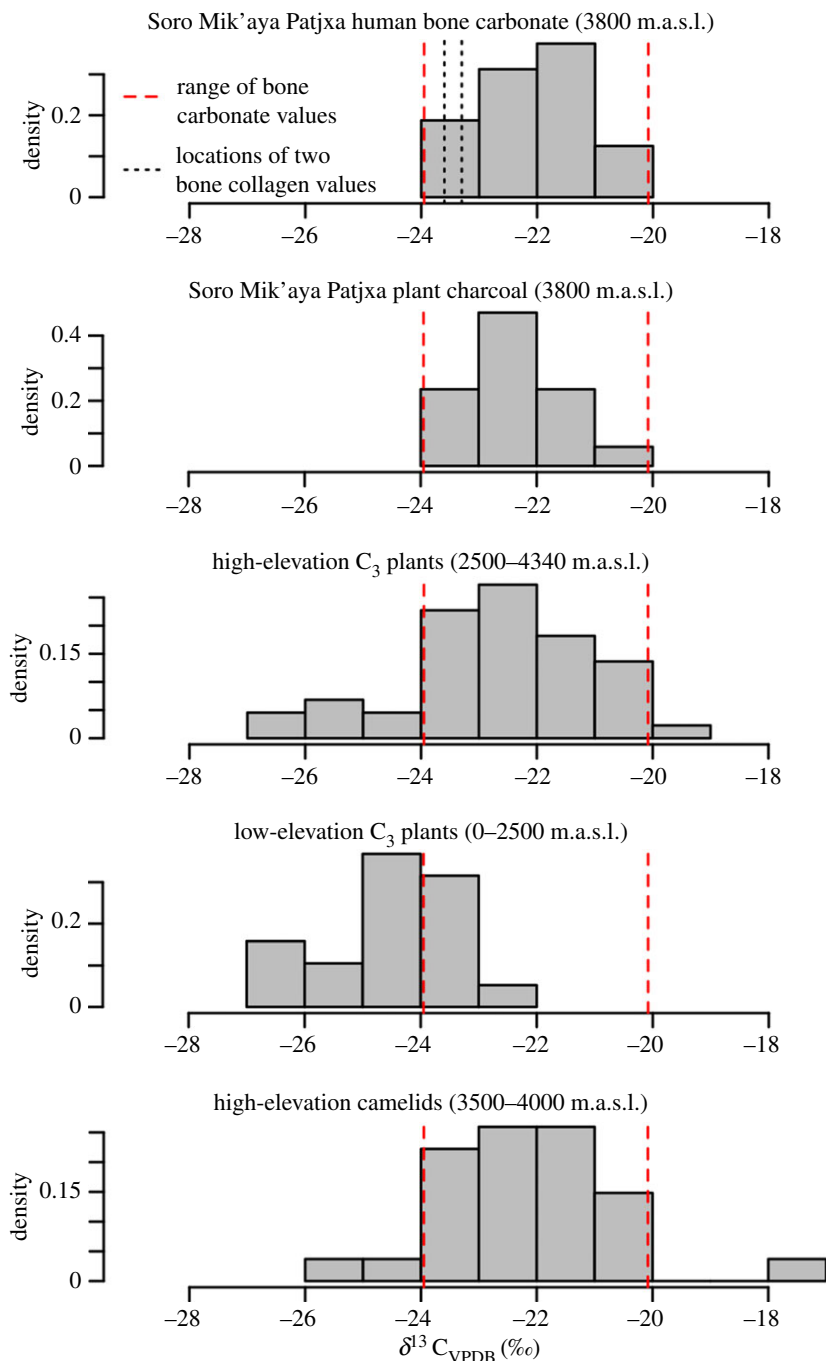 Soro Mik’aya Patjxa human bone carbonate (3800 m.a.s.l.)
range of bone
carbonate values
locations of two
bone collagen values
density
0.2
0
–28 –26 –24 –22 –20 –18
Soro Mik’aya Patjxa plant charcoal (3800 m.a.s.l.)
density
0.4
0.2
0
–28 –26 –24 –22 –20 –18
high-elevation C₃ plants (2500–4340 m.a.s.l.)
density
0.15
0
–28 –26 –24 –22 –20 –18
low-elevation C₃ plants (0–2500 m.a.s.l.)
density
0.2
0
–28 –26 –24 –22 –20 –18
high-elevation camelids (3500–4000 m.a.s.l.)
density
0.15
0
–28 –26 –24 –22 –20 –18
δ¹³ C_VPDB (‰)